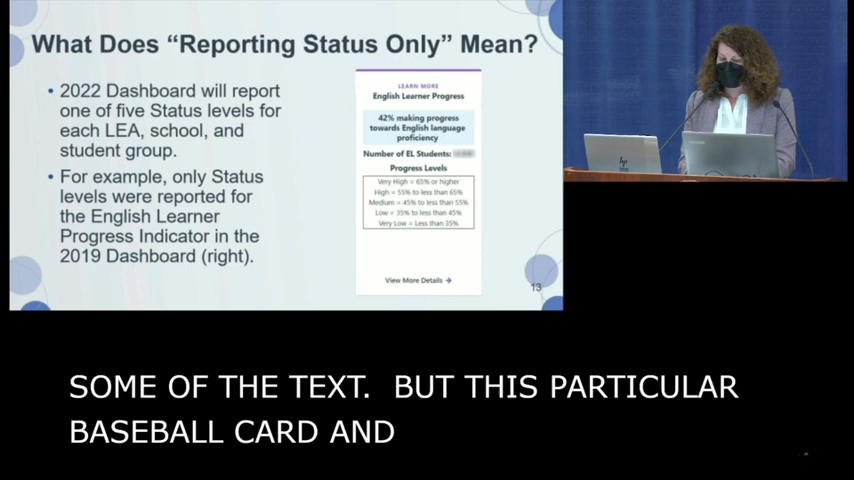 What Does “Reporting Status Only” Mean?
• 2022 Dashboard will report
one of five Status levels for
each LEA, school, and
student group.
• For example, only Status
levels were reported for
the English Learner
Progress Indicator in the
2019 Dashboard (right).
LEARN MORE
English Learner Progress
42% making progress
towards English language
proficiency
Number of EL Students:
Progress Levels
Very High = 65% or higher
High = 55% to less than 65%
Medium = 45% to less than 55%
Low = 35% to less than 45%
Very Low = Less than 35%
View More Details →
13
hp
SOME OF THE TEXT.  BUT THIS PARTICULAR
BASEBALL CARD AND